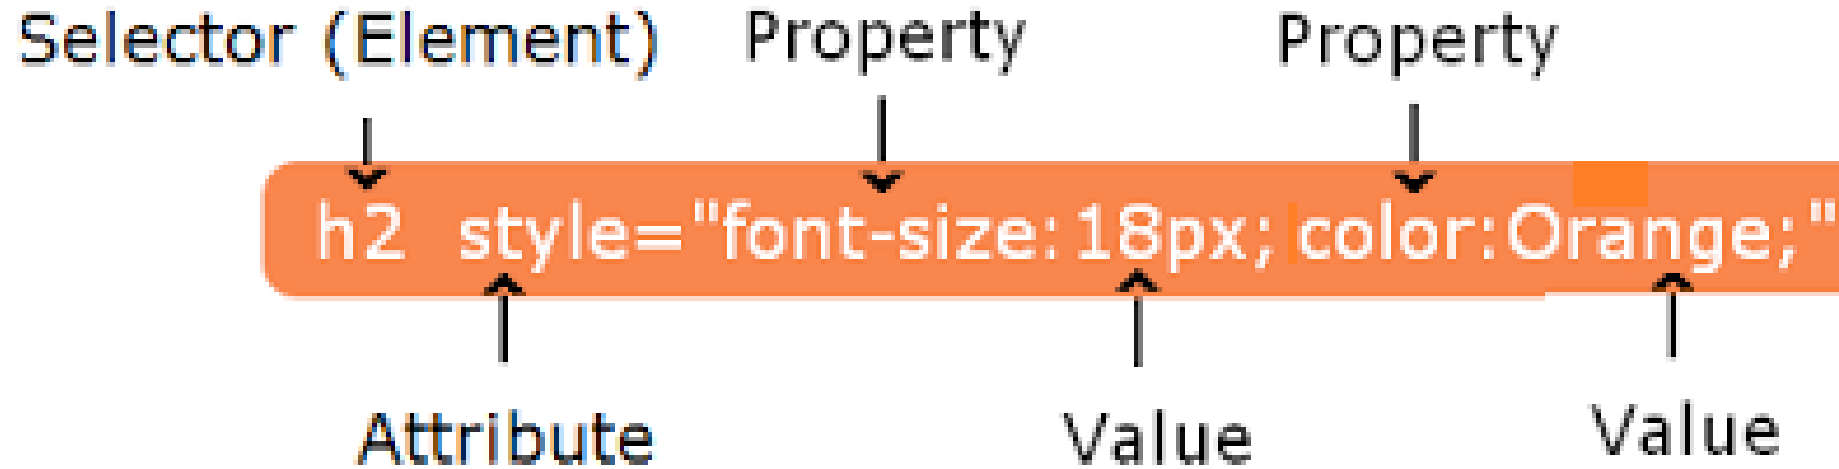 Selector (Element) Property Property
h2 style="font-size: 18px; color:Orange;"
Attribute Value Value